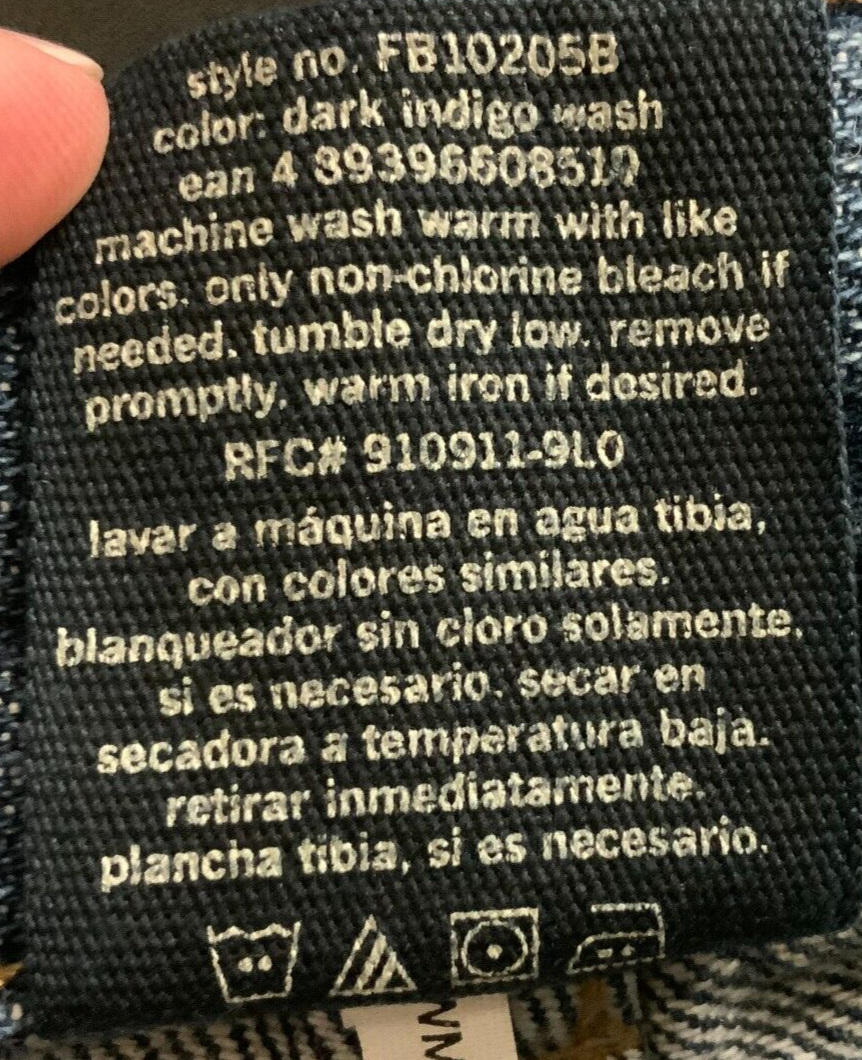 style no. FB10205B
color: dark indigo wash
ean 4 89396608510
machine wash warm with like
colors. only non-chlorine bleach if
needed. tumble dry low. remove
promptly. warm iron if desired.
RFC# 910911-9L0
lavar a máquina en agua tibia,
con colores similares.
blanqueador sin cloro solamente,
si es necesario. secar en
secadora a temperatura baja.
retirar inmediatamente.
plancha tibia, si es necesario.